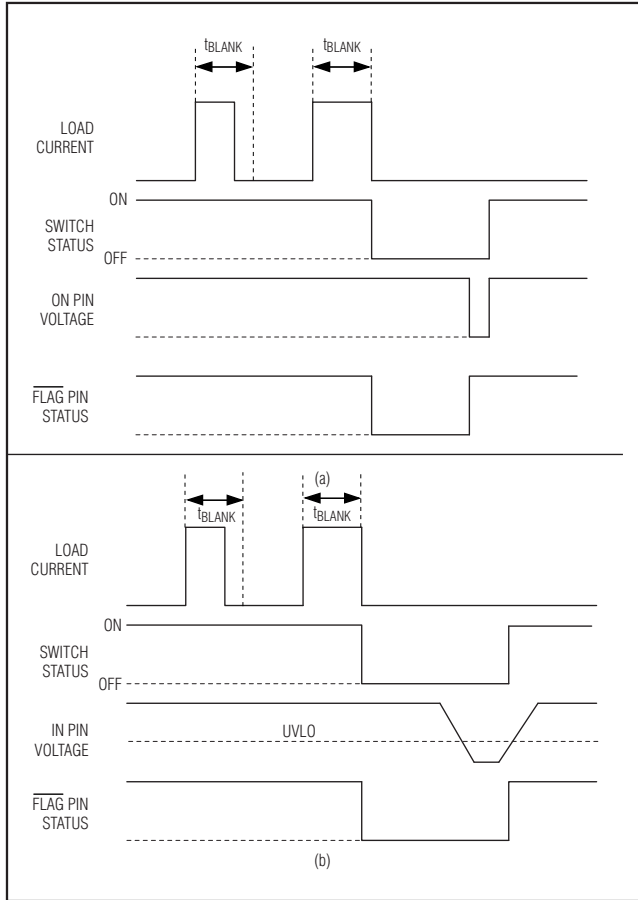 tBLANK tBLANK
LOAD
CURRENT
ON
SWITCH
STATUS
OFF
ON PIN
VOLTAGE
FLAG PIN
STATUS
(a)
tBLANK tBLANK
LOAD
CURRENT
ON
SWITCH
STATUS
OFF
IN PIN
VOLTAGE
UVLO
FLAG PIN
STATUS
(b)